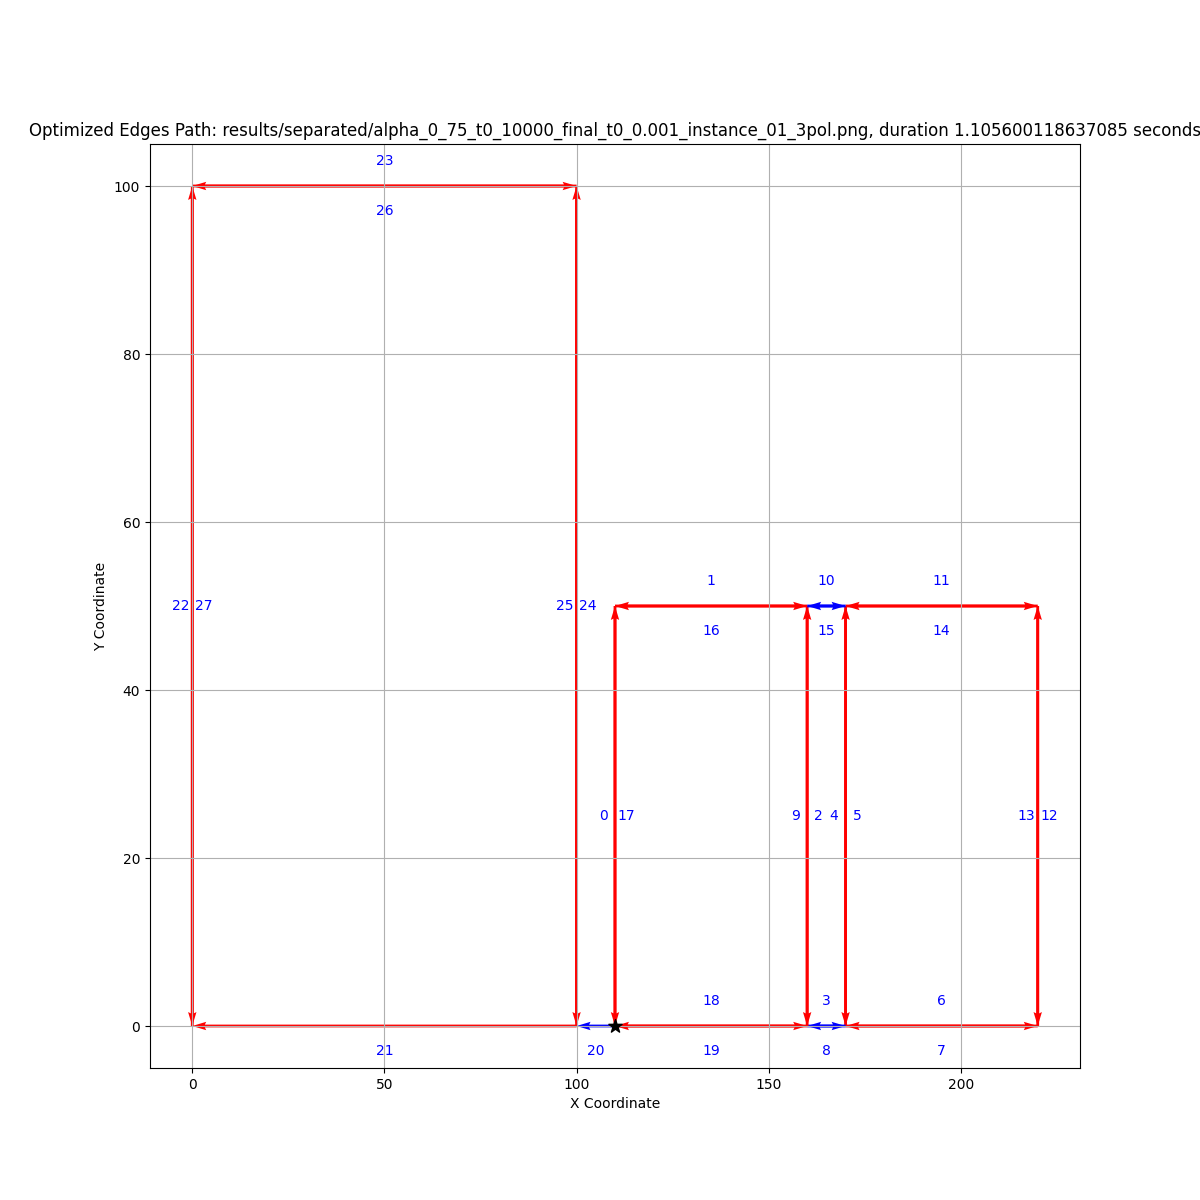 Optimized Edges Path: results/separated/alpha_0_75_t0_10000_final_t0_0.001_instance_01_3pol.png, duration 1.105600118637085 seconds
23
100
26
80
60
1 10 11
22 27 25 24
16 15 14
40
Y Coordinate
20
0 17 9 2 4 5 13 12
18 3 6
0
21 20 19 8 7
0 50 100 150 200
X Coordinate